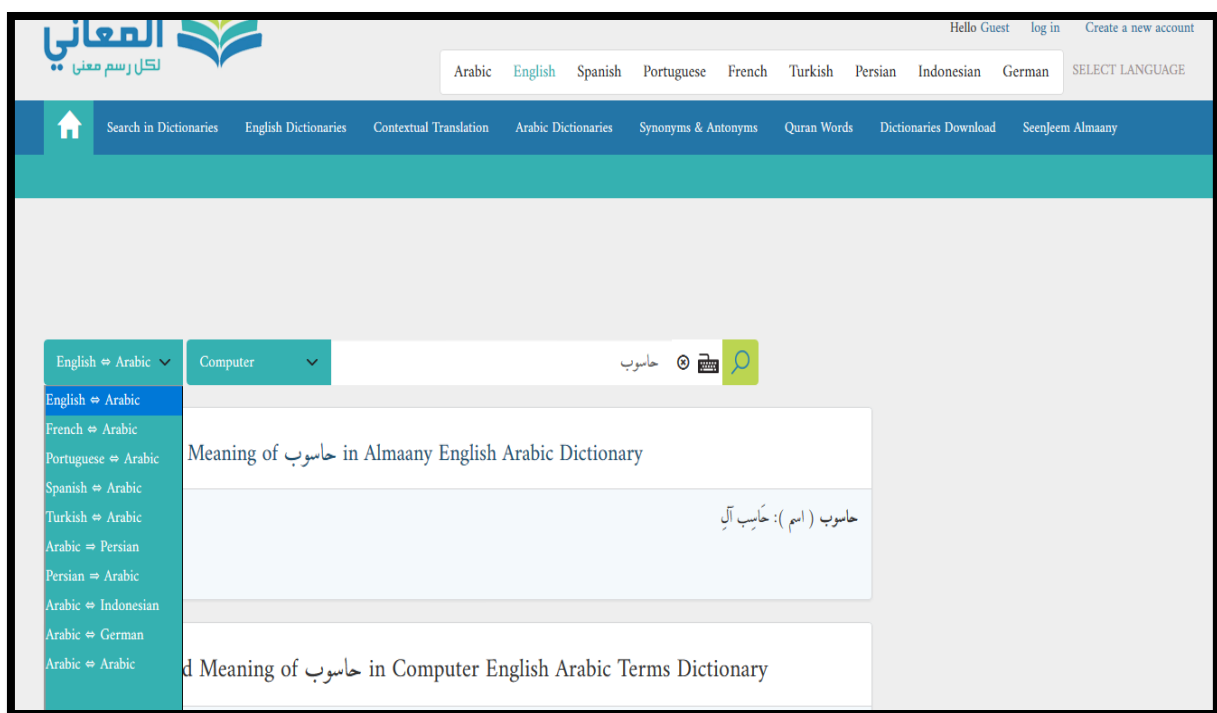 المعاني
لكل رسم معنى
Hello Guest log in Create a new account
Arabic English Spanish Portuguese French Turkish Persian Indonesian German SELECT LANGUAGE
Search in Dictionaries English Dictionaries Contextual Translation Arabic Dictionaries Synonyms & Antonyms Quran Words Dictionaries Download SeenJeem Almaany
English ⇔ Arabic Computer حاسوب
English ⇔ Arabic
French ⇔ Arabic
Portuguese ⇔ Arabic
Spanish ⇔ Arabic
Turkish ⇔ Arabic
Arabic ⇒ Persian
Persian ⇒ Arabic
Arabic ⇔ Indonesian
Arabic ⇔ German
Arabic ⇔ Arabic
Meaning of حاسوب in Almaany English Arabic Dictionary
حاسوب ( اسم ): حَاسِب آلِ
d Meaning of حاسوب in Computer English Arabic Terms Dictionary